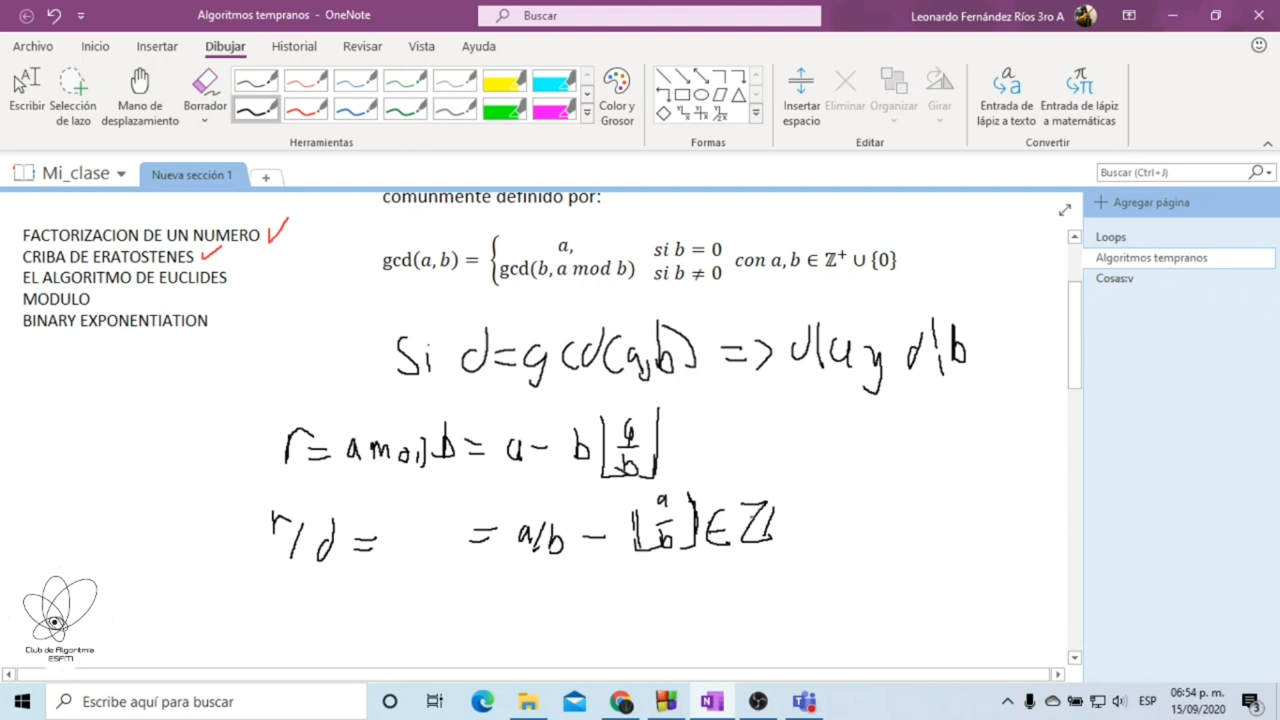 Algoritmos tempranos - OneNote
Buscar
Leonardo Fernández Ríos 3ro A
Archivo Inicio Insertar Dibujar Historial Revisar Vista Ayuda
Escribir
Selección de lazo
Mano de desplazamiento
Borrador
Color y Grosor
Insertar espacio
Eliminar
Organizar
Girar
Entrada de lápiz a texto
Entrada de lápiz a matemáticas
Herramientas
Formas
Editar
Convertir
Mi_clase
Nueva sección 1
Buscar (Ctrl+J)
Agregar página
Loops
Algoritmos tempranos
Cosas:v
comunmente definido por:
FACTORIZACION DE UN NUMERO
CRIBA DE ERATOSTENES
EL ALGORITMO DE EUCLIDES
MODULO
BINARY EXPONENTIATION
gcd(a, b) = { a, si b = 0
gcd(b, a mod b) si b ≠ 0 con a, b ∈ ℤ⁺ ∪ {0}
Si d = gcd(a,b) => d|a y d|b
r = a mod b = a - b⌊a/b⌋
r/d = = a/b - ⌊a/b⌋ ∈ ℤ
Club de Algoritmia
ESFM
Escribe aquí para buscar
ESP
06:54 p. m.
15/09/2020
3